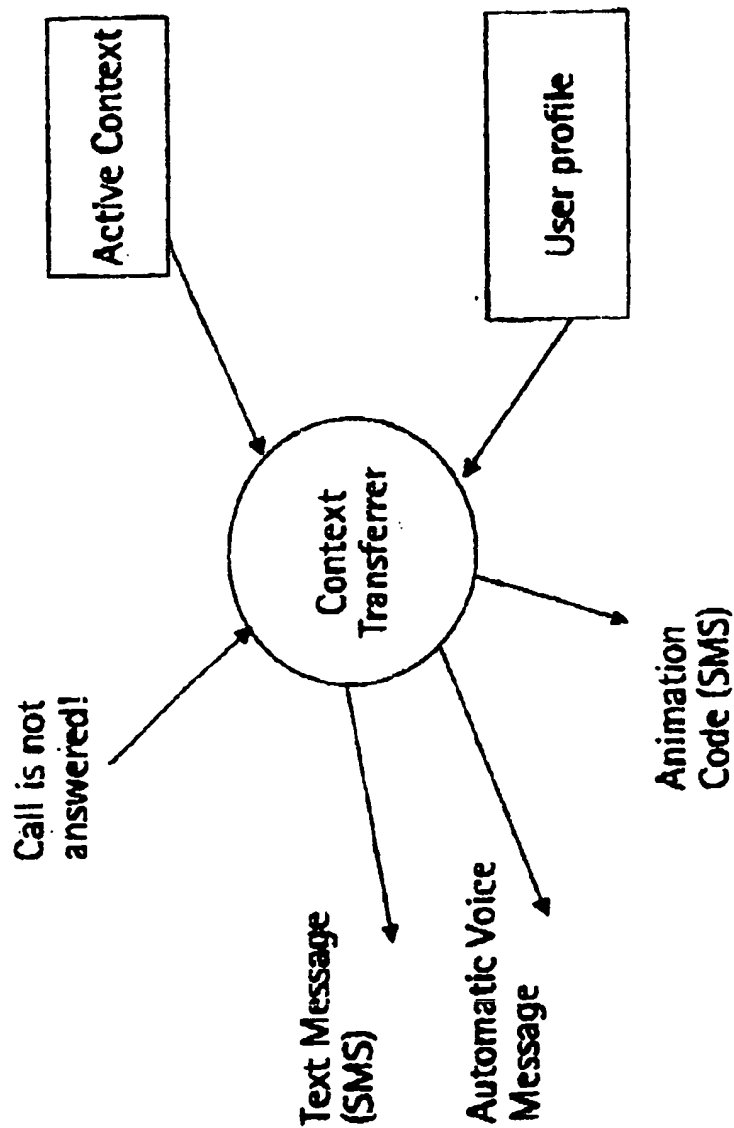 Call is not
answered!
Active Context
Context
Transferrer
Text Message
(SMS)
Automatic Voice
Message
Animation
Code (SMS)
User profile